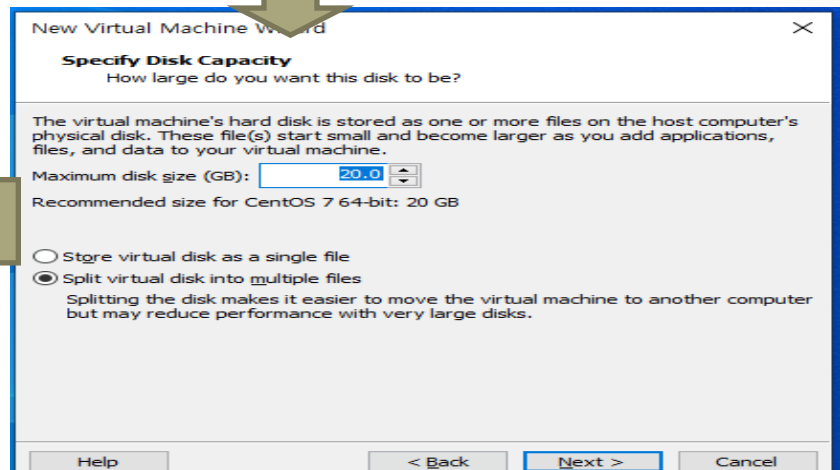 New Virtual Machine W rd
Specify Disk Capacity
How large do you want this disk to be?
The virtual machine's hard disk is stored as one or more files on the host computer's
physical disk. These file(s) start small and become larger as you add applications,
files, and data to your virtual machine.
Maximum disk size (GB): 20.0
Recommended size for CentOS 7 64-bit: 20 GB
Store virtual disk as a single file
Split virtual disk into multiple files
Splitting the disk makes it easier to move the virtual machine to another computer
but may reduce performance with very large disks.
Help < Back Next > Cancel